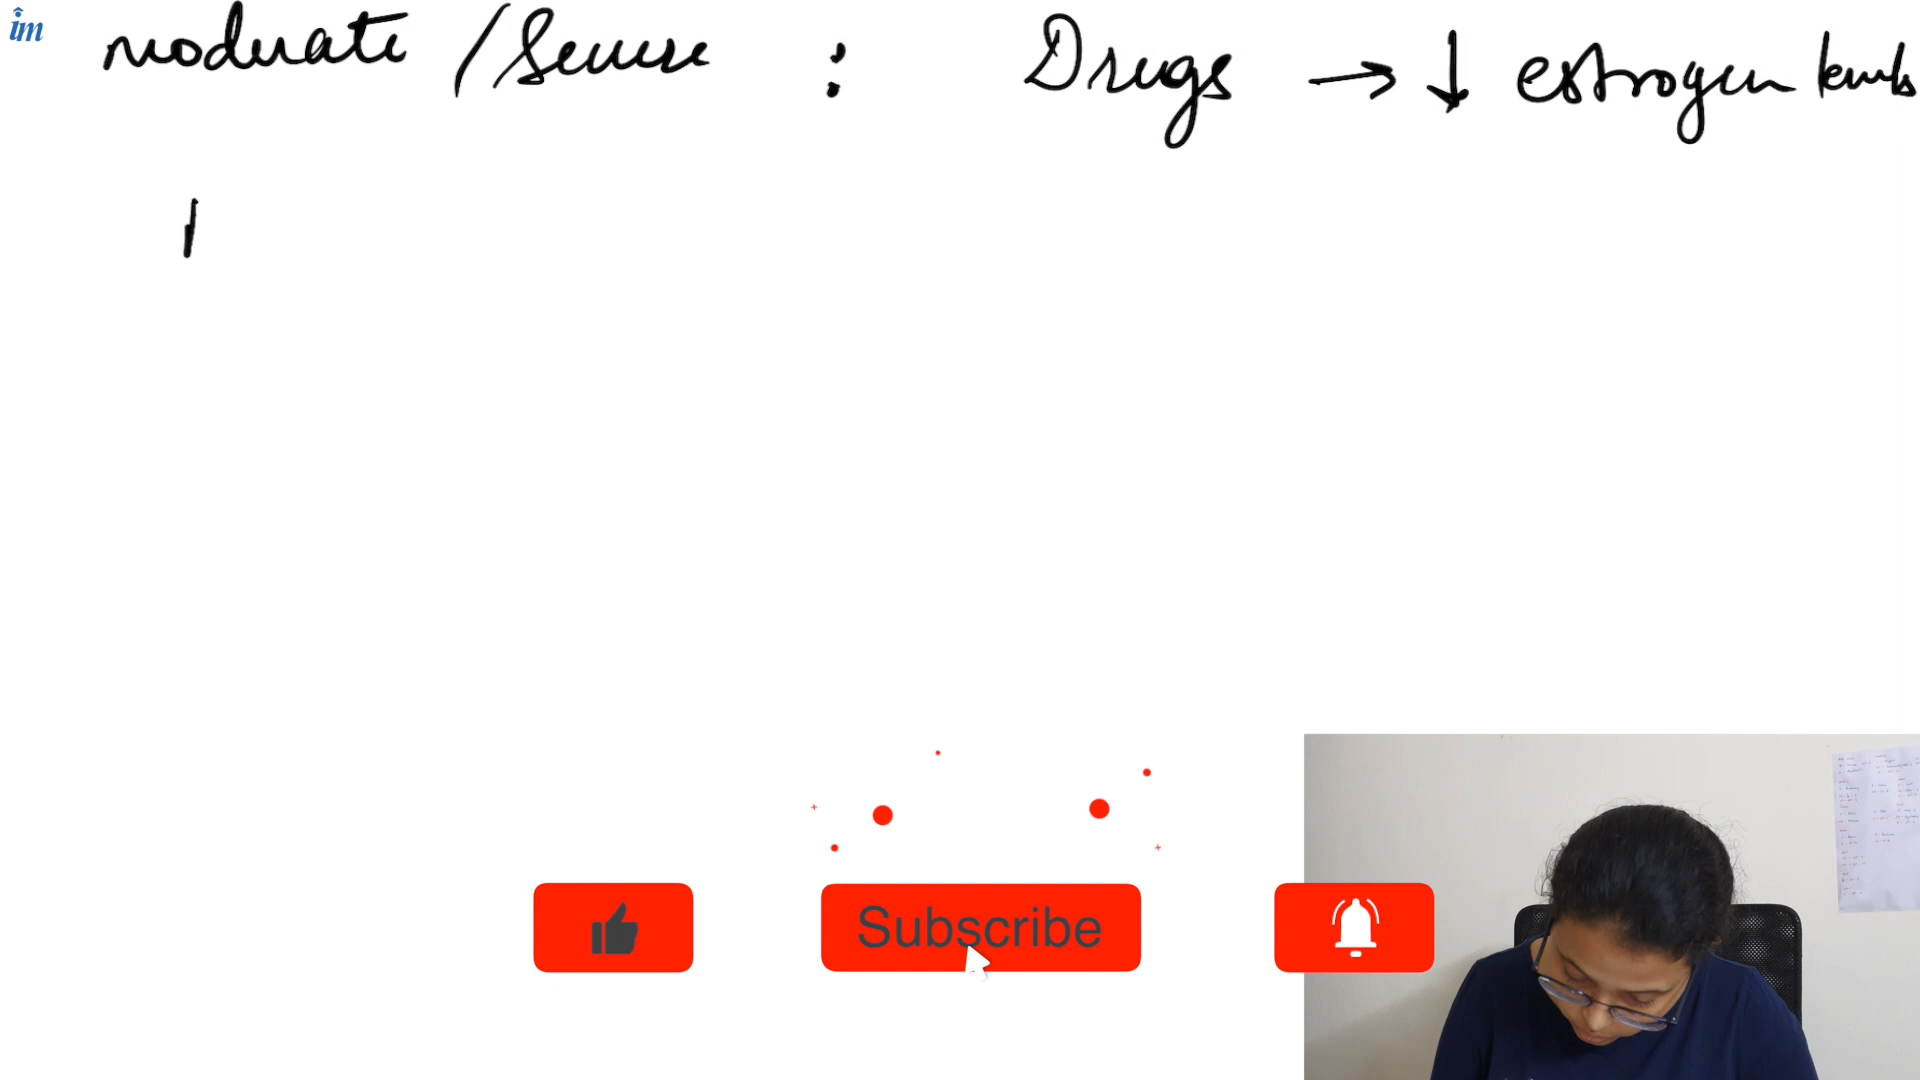 im
moderate / Severe : Drugs → ↓ estrogen levels
Subscribe